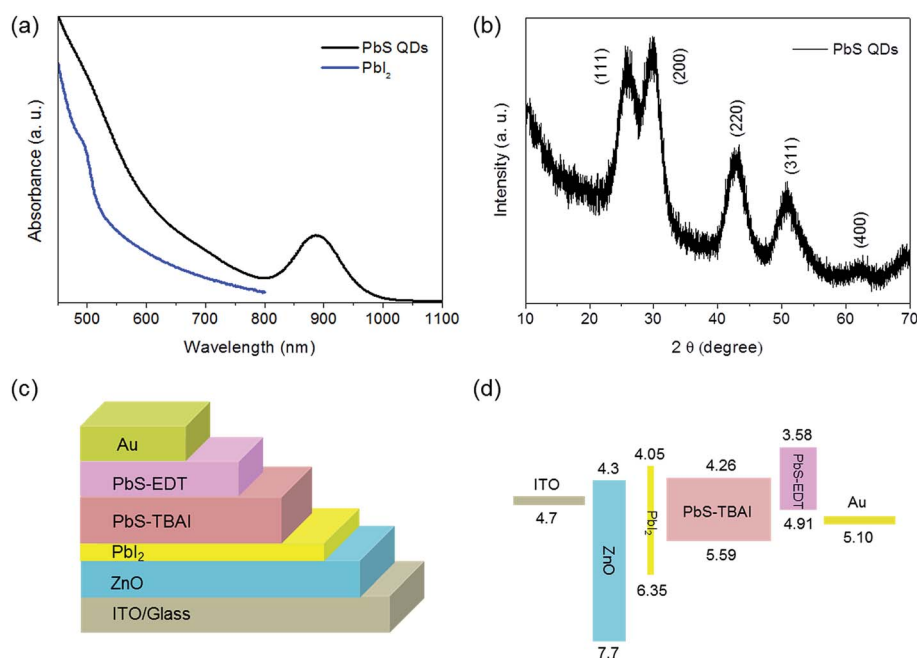 (a)
PbS QDs
PbI₂
Absorbance (a. u.)
500 600 700 800 900 1000 1100
Wavelength (nm)
(b)
PbS QDs
(111)
(200)
(220)
(311)
(400)
Intensity (a. u.)
10 20 30 40 50 60 70
2 θ (degree)
(c)
Au
PbS-EDT
PbS-TBAI
PbI₂
ZnO
ITO/Glass
(d)
ITO
4.7
4.3
ZnO
7.7
4.05
PbI₂
6.35
4.26
PbS-TBAI
5.59
3.58
PbS-EDT
4.91
Au
5.10